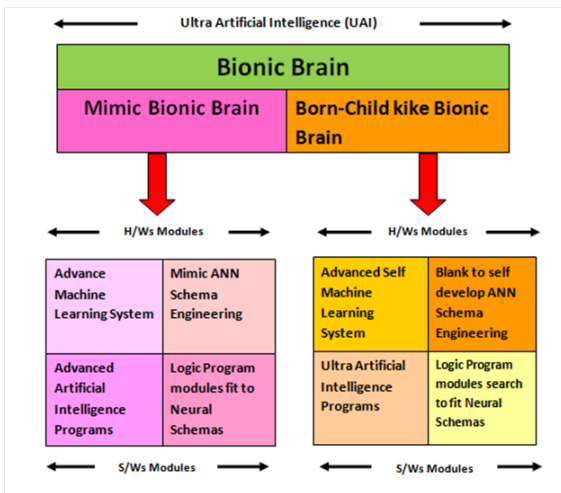 Ultra Artificial Intelligence (UAI)
Bionic Brain
Mimic Bionic Brain
Born-Child kike Bionic
Brain
H/Ws Modules
Advance
Machine
Learning System
Mimic ANN
Schema
Engineering
Advanced
Artificial
Intelligence
Programs
Logic Program
modules fit to
Neural
Schemas
S/Ws Modules
H/Ws Modules
Advanced Self
Machine
Learning
System
Blank to self
develop ANN
Schema
Engineering
Ultra Artificial
Intelligence
Programs
Logic Program
modules search
to fit Neural
Schemas
S/Ws Modules